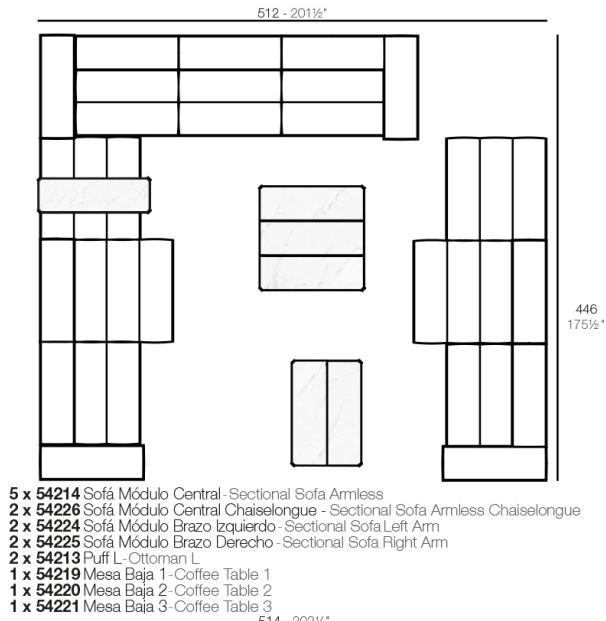 512 - 201½"
446
175½"
5 x 54214 Sofá Módulo Central - Sectional Sofa Armless
2 x 54226 Sofá Módulo Central Chaiselongue - Sectional Sofa Armless Chaiselongue
2 x 54224 Sofá Módulo Brazo Izquierdo - Sectional Sofa Left Arm
2 x 54225 Sofá Módulo Brazo Derecho - Sectional Sofa Right Arm
2 x 54213 Puff L - Ottoman L
1 x 54219 Mesa Baja 1 - Coffee Table 1
1 x 54220 Mesa Baja 2 - Coffee Table 2
1 x 54221 Mesa Baja 3 - Coffee Table 3